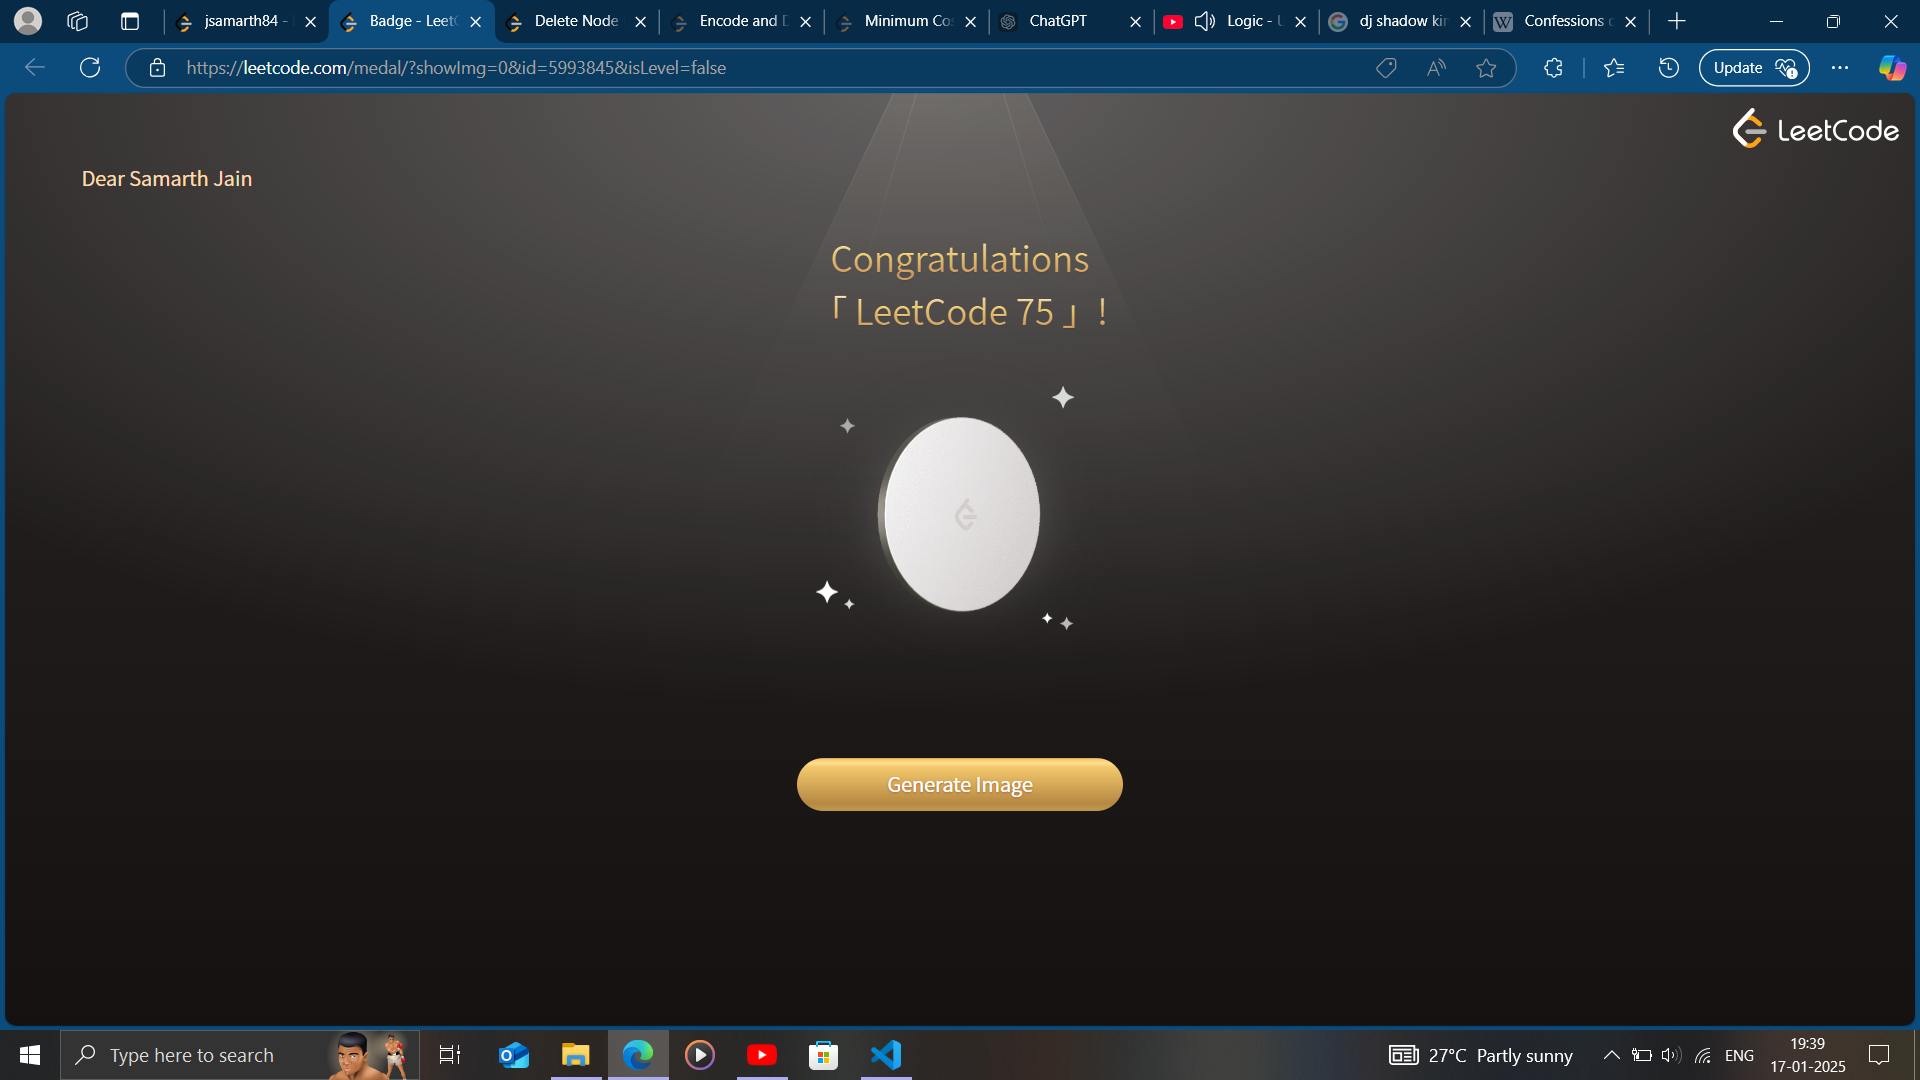 jsamarth84 -
Badge - Leet
Delete Node
Encode and
Minimum Co
ChatGPT
Logic -
dj shadow
Confessions
https://leetcode.com/medal/?showImg=0&id=5993845&isLevel=false
Update
LeetCode
Dear Samarth Jain
Congratulations
「 LeetCode 75 」!
Generate Image
Type here to search
27°C Partly sunny
ENG
19:39
17-01-2025